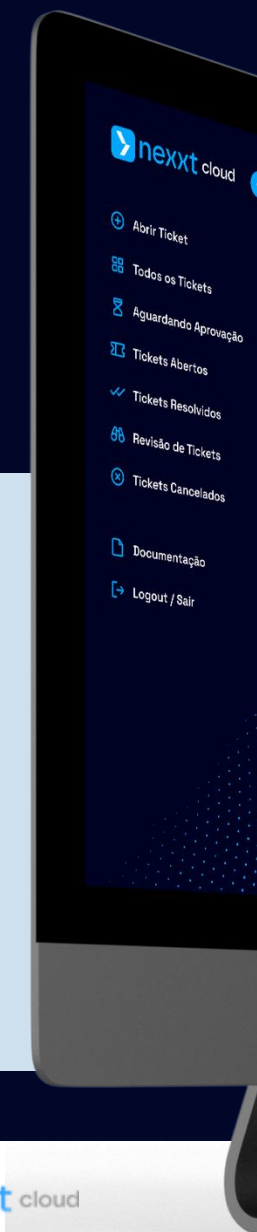 nexxt cloud
Abrir Ticket
Todos os Tickets
Aguardando Aprovação
Tickets Abertos
Tickets Resolvidos
Revisão de Tickets
Tickets Cancelados
Documentação
Logout / Sair
t cloud